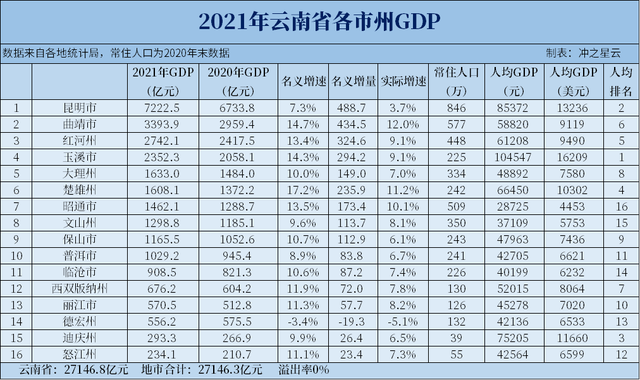 2021年云南省各市州GDP
数据来自各地统计局，常住人口为2020年末数据 制表：冲之星云
2021年GDP（亿元） 2020年GDP（亿元） 名义增速 名义增量 实际增速 常住人口（万） 人均GDP（元） 人均GDP（美元） 人均排名
1 昆明市 7222.5 6733.8 7.3% 488.7 3.7% 846 85372 13236 2
2 曲靖市 3393.9 2959.4 14.7% 434.5 12.0% 577 58820 9119 6
3 红河州 2742.1 2417.5 13.4% 324.6 9.1% 448 61208 9490 5
4 玉溪市 2352.3 2058.1 14.3% 294.2 9.1% 225 104547 16209 1
5 大理州 1633.0 1484.0 10.0% 149.0 7.0% 334 48892 7580 8
6 楚雄州 1608.1 1372.2 17.2% 235.9 11.2% 242 66450 10302 4
7 昭通市 1462.1 1288.7 13.5% 173.4 10.1% 509 28725 4453 16
8 文山州 1298.8 1185.1 9.6% 113.7 8.1% 350 37109 5753 15
9 保山市 1165.5 1052.6 10.7% 112.9 6.1% 243 47963 7436 9
10 普洱市 1029.2 945.4 8.9% 83.8 6.7% 241 42705 6621 11
11 临沧市 908.5 821.3 10.6% 87.2 7.4% 226 40199 6232 14
12 西双版纳州 676.2 604.2 11.9% 72.0 7.8% 130 52015 8064 7
13 丽江市 570.5 512.8 11.3% 57.7 8.2% 126 45278 7020 10
14 德宏州 556.2 575.5 -3.4% -19.3 -5.1% 132 42136 6533 13
15 迪庆州 293.3 266.9 9.9% 26.4 6.5% 39 75205 11660 3
16 怒江州 234.1 210.7 11.1% 23.4 7.3% 55 42564 6599 12
云南省：27146.8亿元 地市合计：27146.3亿元 溢出率0%